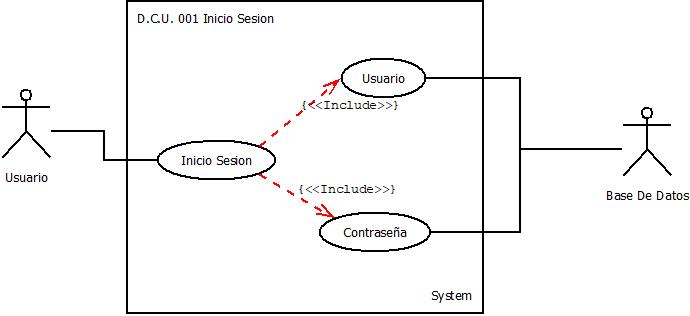 D.C.U. 001 Inicio Sesion
Usuario
{<<Include>>}
Inicio Sesion
Usuario
{<<Include>>}
Base De Datos
Contraseña
System